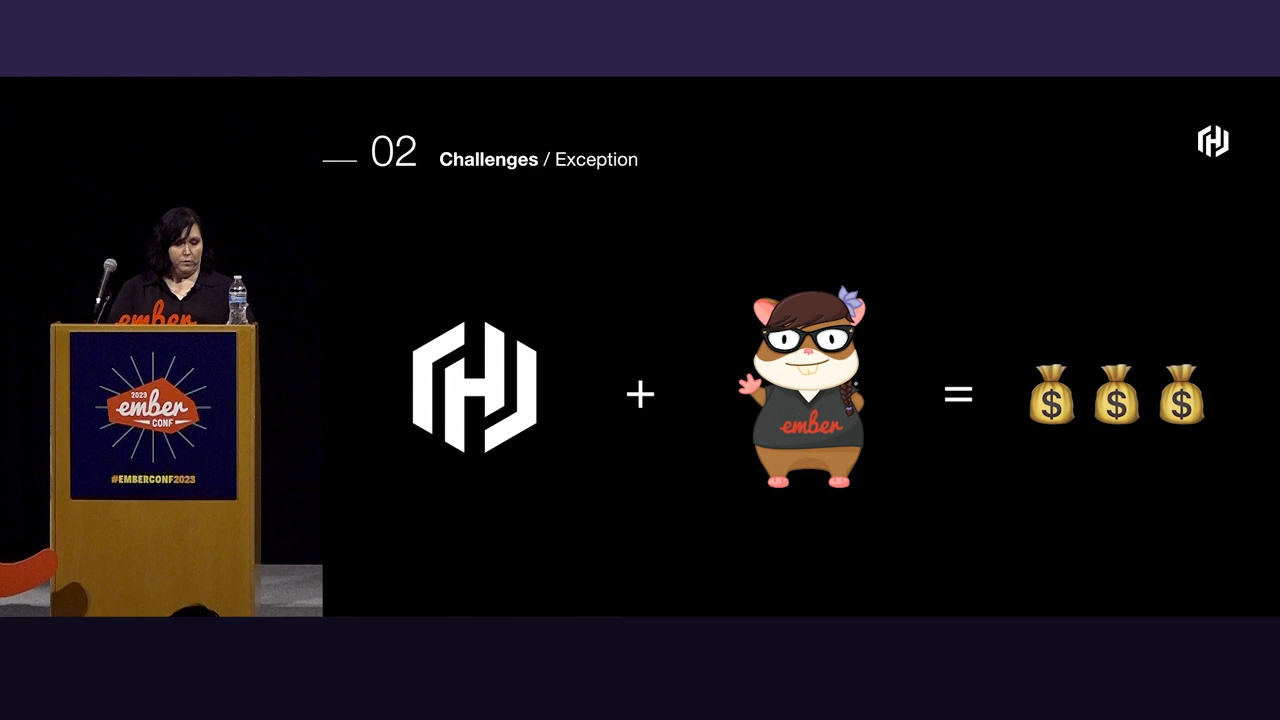 02 Challenges / Exception
ember
2023
ember
CONF
#EMBERCONF2023
ember
+
=
$ $ $